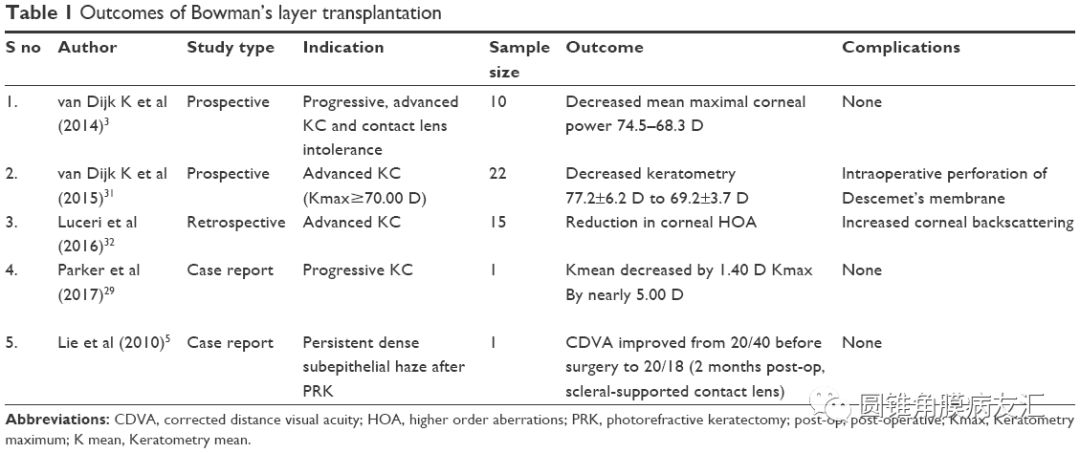 Table 1 Outcomes of Bowman's layer transplantation
S no Author Study type Indication Sample size Outcome Complications
1. van Dijk K et al (2014)3 Prospective Progressive, advanced KC and contact lens intolerance 10 Decreased mean maximal corneal power 74.5–68.3 D None
2. van Dijk K et al (2015)31 Prospective Advanced KC (Kmax≥70.00 D) 22 Decreased keratometry 77.2±6.2 D to 69.2±3.7 D Intraoperative perforation of Descemet's membrane
3. Luceri et al (2016)32 Retrospective Advanced KC 15 Reduction in corneal HOA Increased corneal backscattering
4. Parker et al (2017)29 Case report Progressive KC 1 Kmean decreased by 1.40 D Kmax By nearly 5.00 D None
5. Lie et al (2010)5 Case report Persistent dense subepithelial haze after PRK 1 CDVA improved from 20/40 before surgery to 20/18 (2 months post-op, scleral-supported contact lens) None
圆锥角膜病友汇
Abbreviations: CDVA, corrected distance visual acuity; HOA, higher order aberrations; PRK, photorefractive keratectomy; post-op, post-operative; Kmax, Keratometry
maximum; K mean, Keratometry mean.